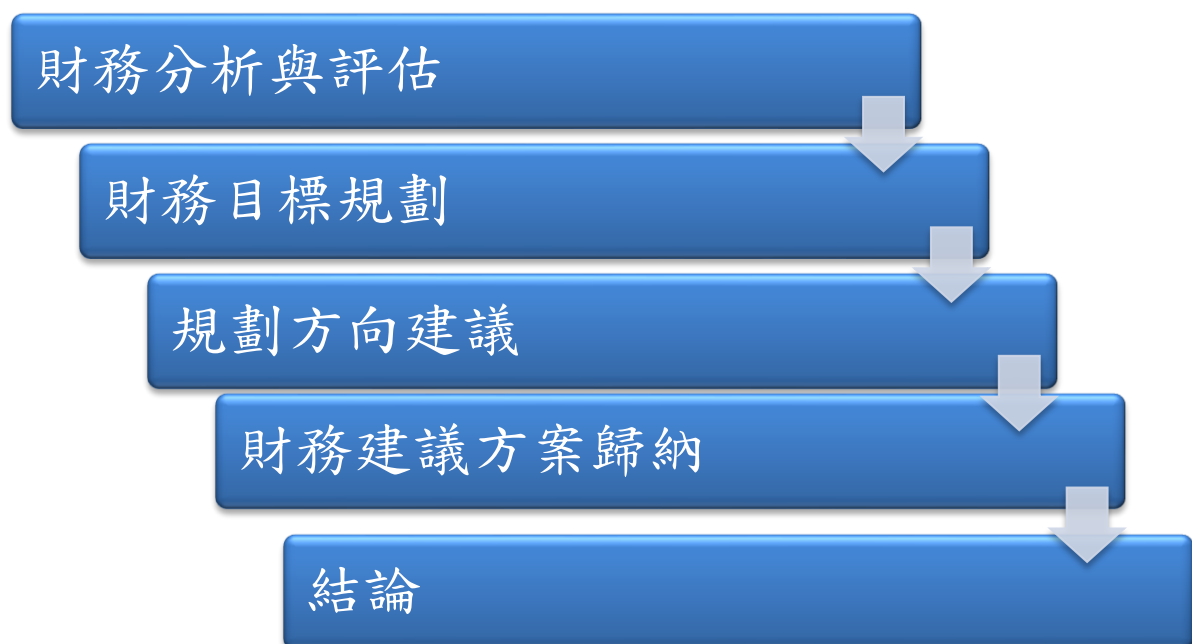 財務分析與評估
財務目標規劃
規劃方向建議
財務建議方案歸納
結論